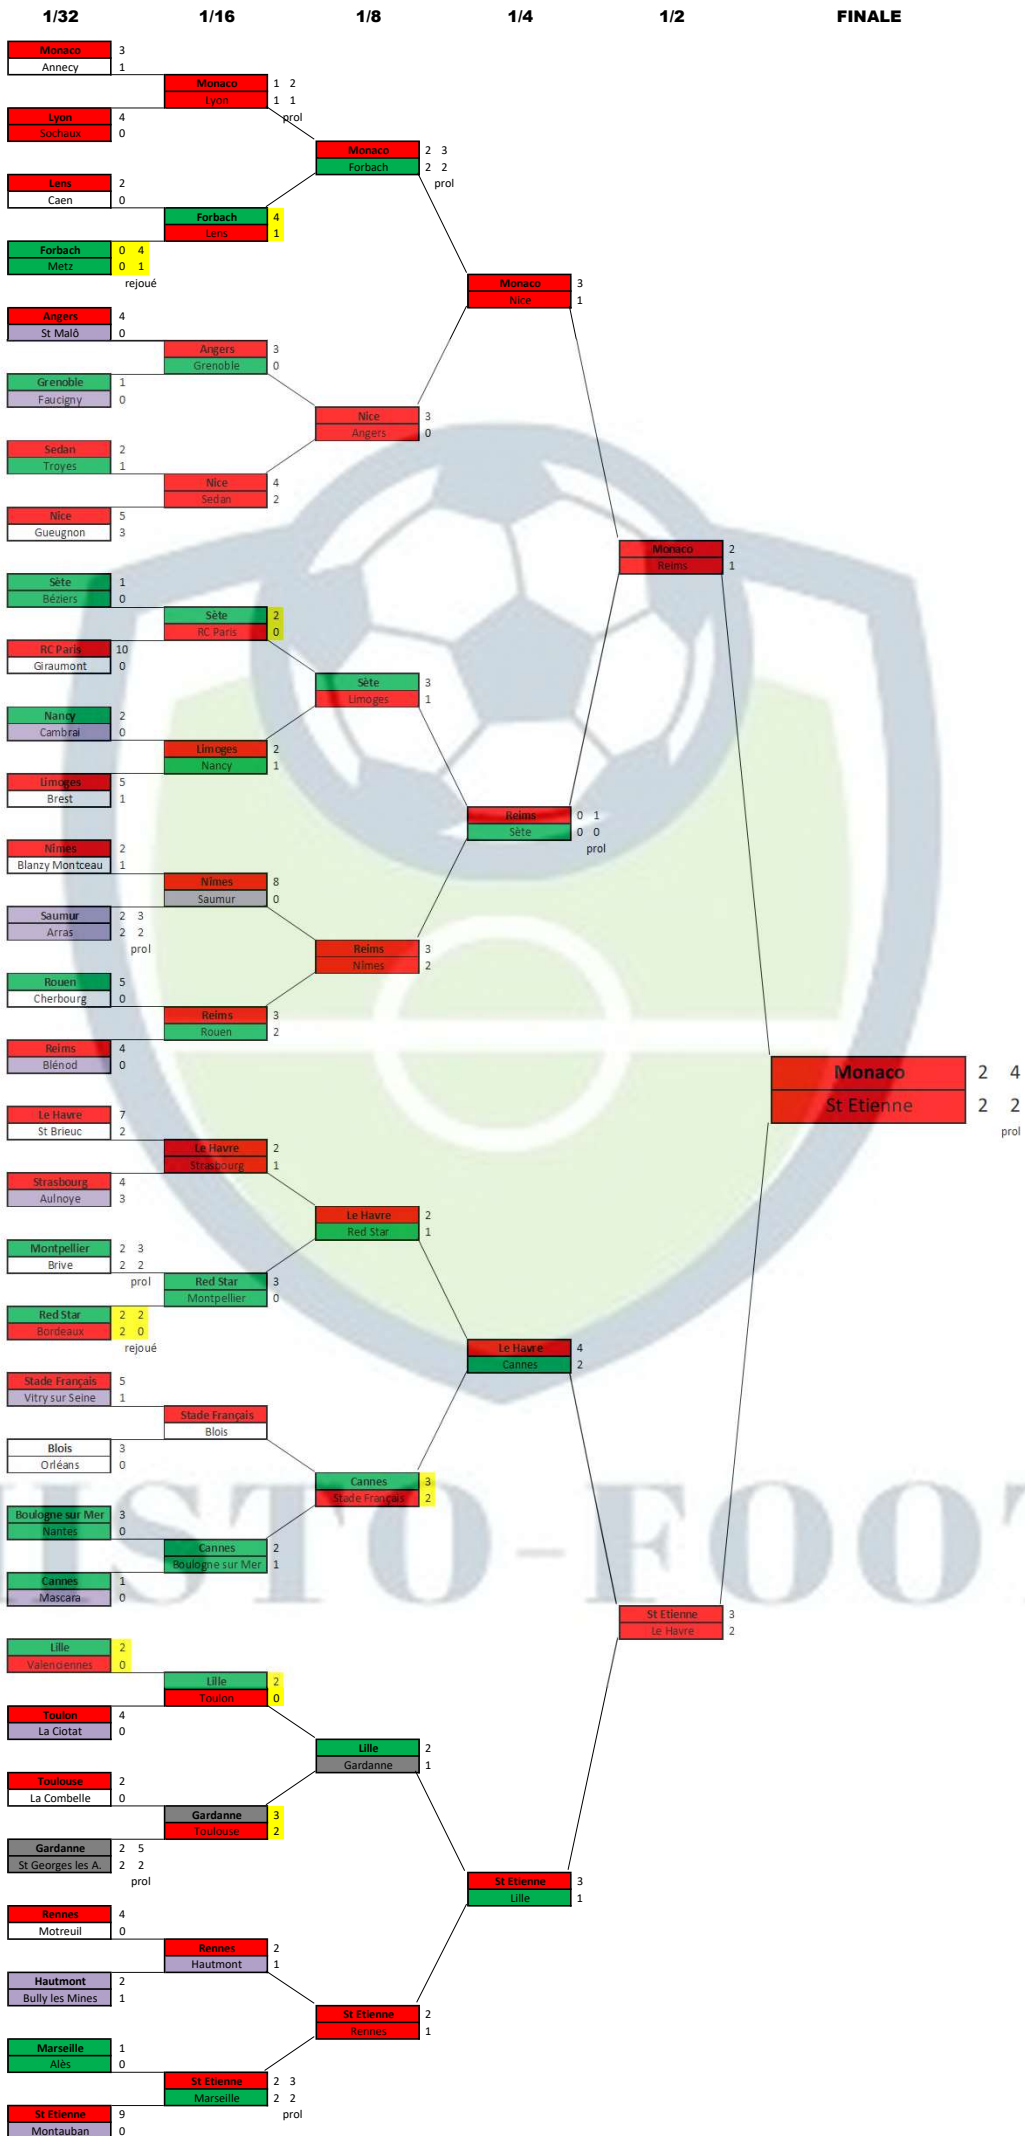 1/32 1/16 1/8 1/4 1/2 FINALE
Monaco 3
Annecy 1
Monaco 1 2
Lyon 1 1
prol
Lyon 4
Sochaux 0
Monaco 2 3
Forbach 2 2
prol
Lens 2
Caen 0
Forbach 4
Lens 1
Forbach 0 4
Metz 0 1
rejoué
Monaco 3
Nice 1
Angers 4
St Malô 0
Angers 3
Grenoble 0
Grenoble 1
Faucigny 0
Nice 3
Angers 0
Sedan 2
Troyes 1
Nice 4
Sedan 2
Nice 5
Gueugnon 3
Monaco 2
Reims 1
Sète 1
Béziers 0
Sète 2
RC Paris 0
RC Paris 10
Giraumont 0
Sète 3
Limoges 1
Nancy 2
Cambrai 0
Limoges 2
Nancy 1
Limoges 5
Brest 1
Reims 0 1
Sète 0 0
prol
Nîmes 2
Blanzy Montceau 1
Nîmes 8
Saumur 0
Saumur 2 3
Arras 2 2
prol
Reims 3
Nîmes 2
Rouen 5
Cherbourg 0
Reims 3
Rouen 2
Reims 4
Blénod 0
Monaco 2 4
St Etienne 2 2
prol
Le Havre 7
St Brieuc 2
Le Havre 2
Strasbourg 1
Strasbourg 4
Aulnoye 3
Le Havre 2
Red Star 1
Montpellier 2 3
Brive 2 2
prol
Red Star 3
Montpellier 0
Red Star 2 2
Bordeaux 2 0
rejoué
Le Havre 4
Cannes 2
Stade Français 5
Vitry sur Seine 1
Stade Français
Blois
Blois 3
Orléans 0
Cannes 3
Stade Français 2
HISTO-FOOT
Boulogne sur Mer 3
Nantes 0
Cannes 2
Boulogne sur Mer 1
Cannes 1
Mascara 0
St Etienne 3
Le Havre 2
Lille 2
Valenciennes 0
Lille 2
Toulon 0
Toulon 4
La Ciotat 0
Lille 2
Gardanne 1
Toulouse 2
La Combelle 0
Gardanne 3
Toulouse 2
Gardanne 2 5
St Georges les A. 2 2
prol
St Etienne 3
Lille 1
Rennes 4
Motreuil 0
Rennes 2
Hautmont 1
Hautmont 2
Bully les Mines 1
St Etienne 2
Rennes 1
Marseille 1
Alès 0
St Etienne 2 3
Marseille 2 2
prol
St Etienne 9
Montauban 0